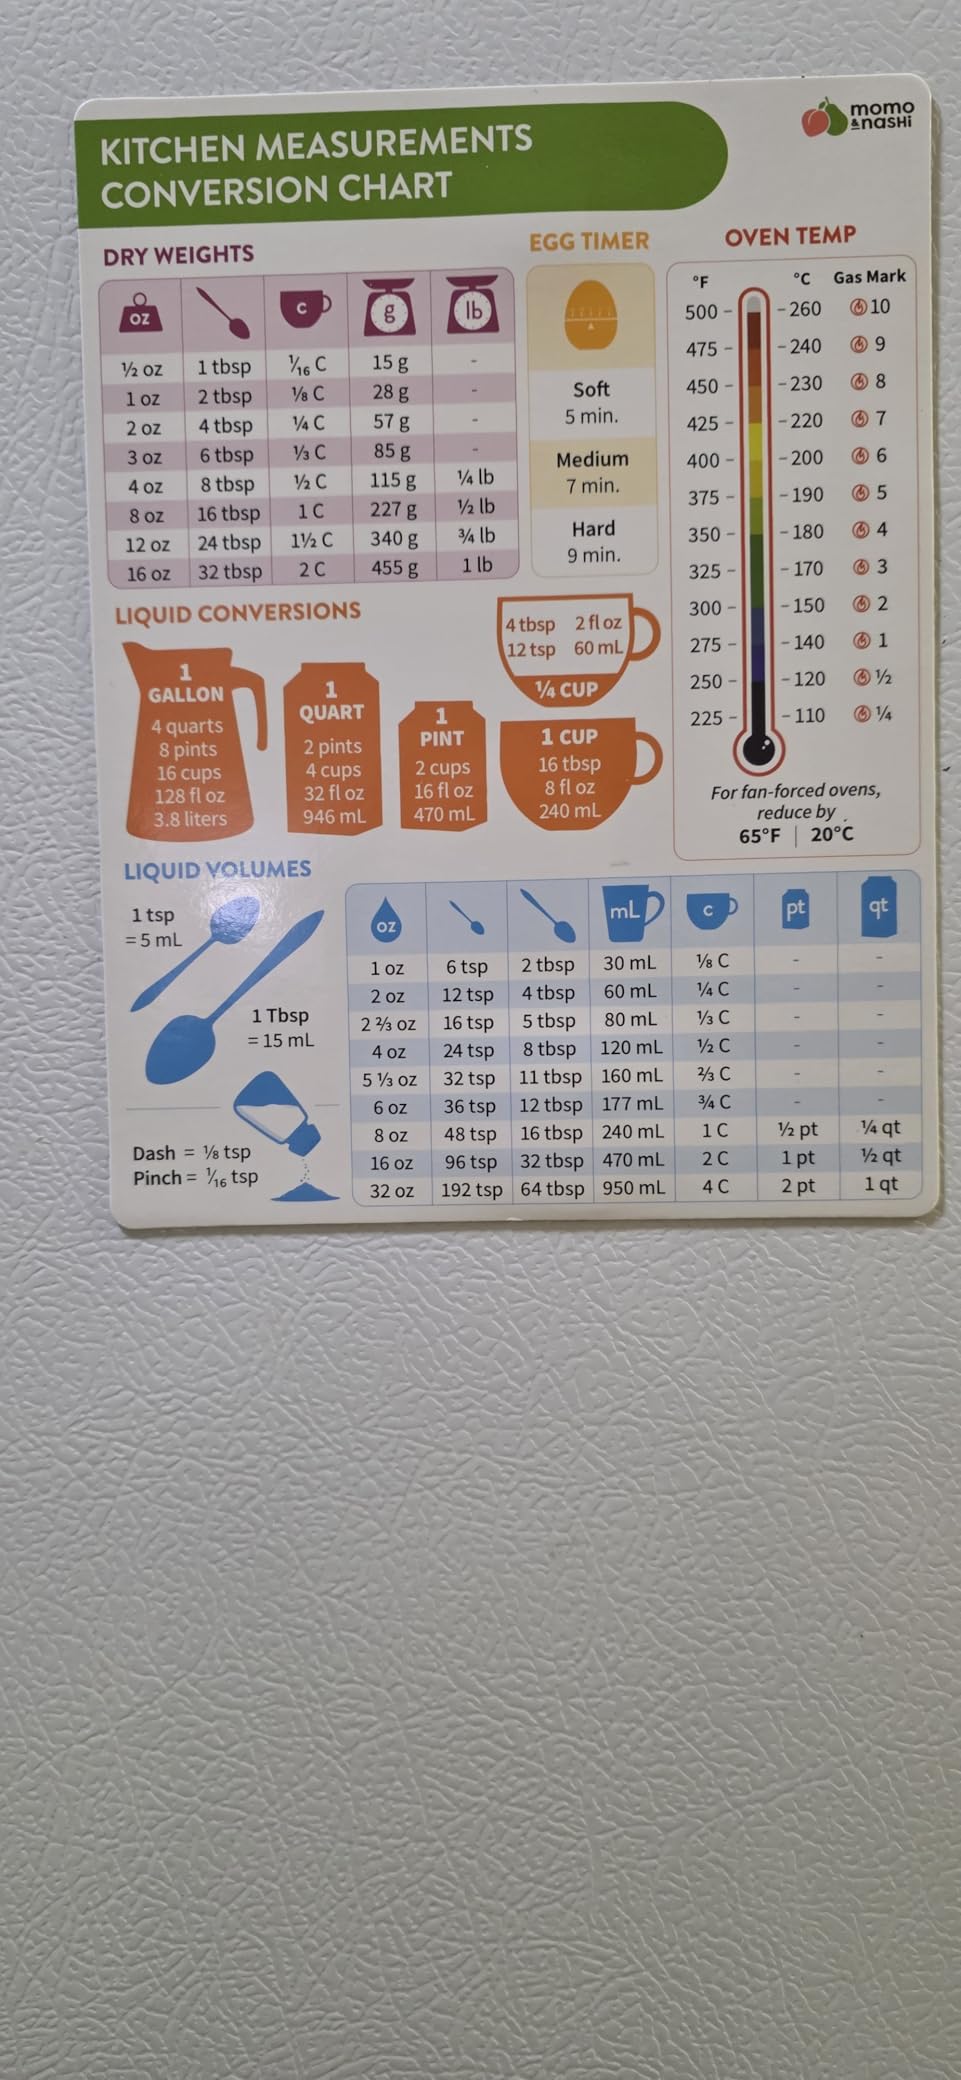 KITCHEN MEASUREMENTS
CONVERSION CHART
momo
&nasHi
DRY WEIGHTS
oz c g lb
½ oz 1 tbsp 1⁄16 C 15 g -
1 oz 2 tbsp ⅛ C 28 g -
2 oz 4 tbsp ¼ C 57 g -
3 oz 6 tbsp ⅓ C 85 g -
4 oz 8 tbsp ½ C 115 g ¼ lb
8 oz 16 tbsp 1 C 227 g ½ lb
12 oz 24 tbsp 1½ C 340 g ¾ lb
16 oz 32 tbsp 2 C 455 g 1 lb
EGG TIMER
Soft
5 min.
Medium
7 min.
Hard
9 min.
OVEN TEMP
°F °C Gas Mark
500 - - 260 10
475 - - 240 9
450 - - 230 8
425 - - 220 7
400 - - 200 6
375 - - 190 5
350 - - 180 4
325 - - 170 3
300 - - 150 2
275 - - 140 1
250 - - 120 ½
225 - - 110 ¼
For fan-forced ovens,
reduce by
65°F | 20°C
LIQUID CONVERSIONS
1
GALLON
4 quarts
8 pints
16 cups
128 fl oz
3.8 liters
1
QUART
2 pints
4 cups
32 fl oz
946 mL
1
PINT
2 cups
16 fl oz
470 mL
4 tbsp 2 fl oz
12 tsp 60 mL
¼ CUP
1 CUP
16 tbsp
8 fl oz
240 mL
LIQUID VOLUMES
1 tsp
= 5 mL
1 Tbsp
= 15 mL
Dash = ⅛ tsp
Pinch = 1⁄16 tsp
oz mL c pt qt
1 oz 6 tsp 2 tbsp 30 mL ⅛ C - -
2 oz 12 tsp 4 tbsp 60 mL ¼ C - -
2 ⅔ oz 16 tsp 5 tbsp 80 mL ⅓ C - -
4 oz 24 tsp 8 tbsp 120 mL ½ C - -
5 ⅓ oz 32 tsp 11 tbsp 160 mL ⅔ C - -
6 oz 36 tsp 12 tbsp 177 mL ¾ C - -
8 oz 48 tsp 16 tbsp 240 mL 1 C ½ pt ¼ qt
16 oz 96 tsp 32 tbsp 470 mL 2 C 1 pt ½ qt
32 oz 192 tsp 64 tbsp 950 mL 4 C 2 pt 1 qt